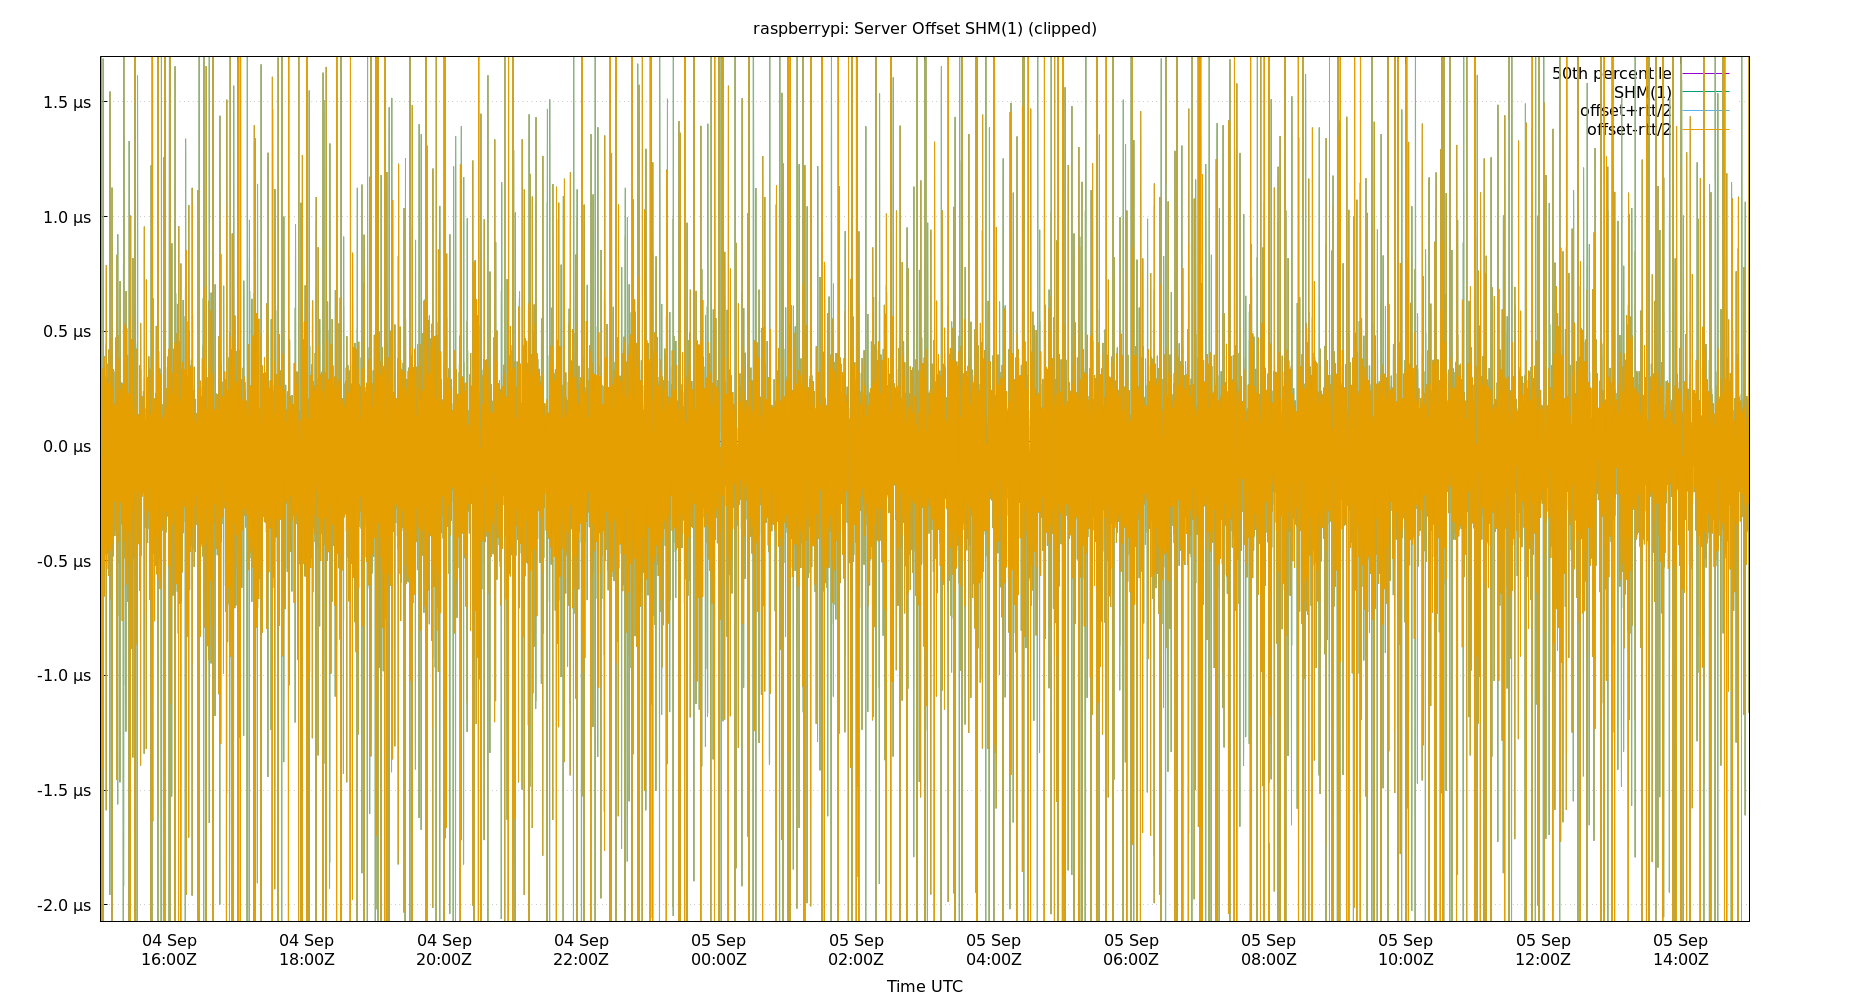 raspberrypi: Server Offset SHM(1) (clipped)
50th percentile
SHM(1)
offset+rtt/2
offset-rtt/2
1.5 µs
1.0 µs
0.5 µs
0.0 µs
-0.5 µs
-1.0 µs
-1.5 µs
-2.0 µs
04 Sep 04 Sep 04 Sep 04 Sep 05 Sep 05 Sep 05 Sep 05 Sep 05 Sep 05 Sep 05 Sep 05 Sep
16:00Z 18:00Z 20:00Z 22:00Z 00:00Z 02:00Z 04:00Z 06:00Z 08:00Z 10:00Z 12:00Z 14:00Z
Time UTC